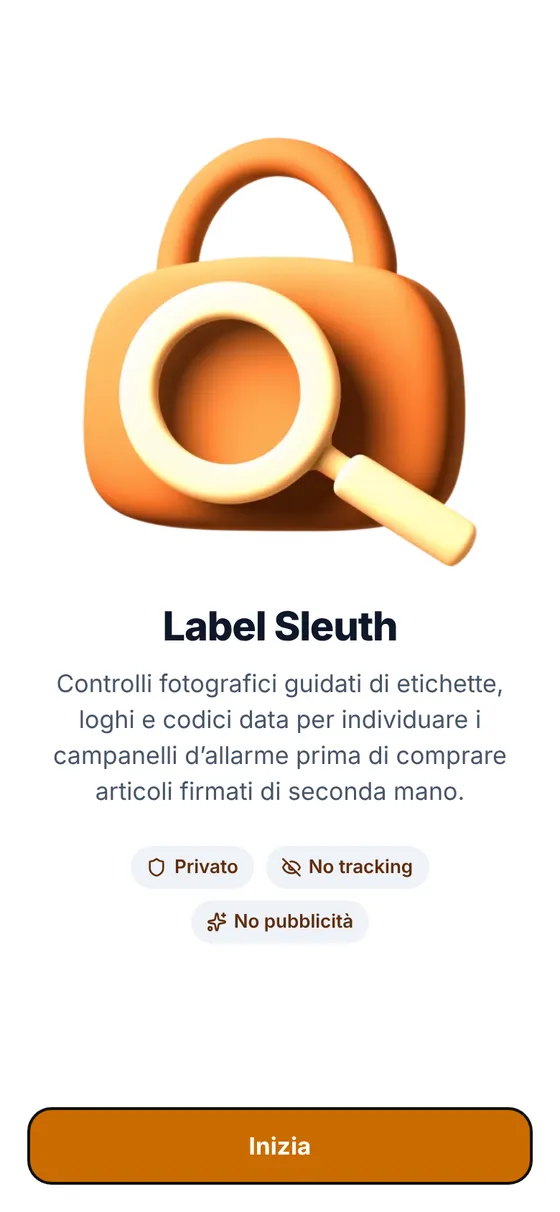 Label Sleuth
Controlli fotografici guidati di etichette,
loghi e codici data per individuare i
campanelli d’allarme prima di comprare
articoli firmati di seconda mano.
Privato
No tracking
No pubblicità
Inizia